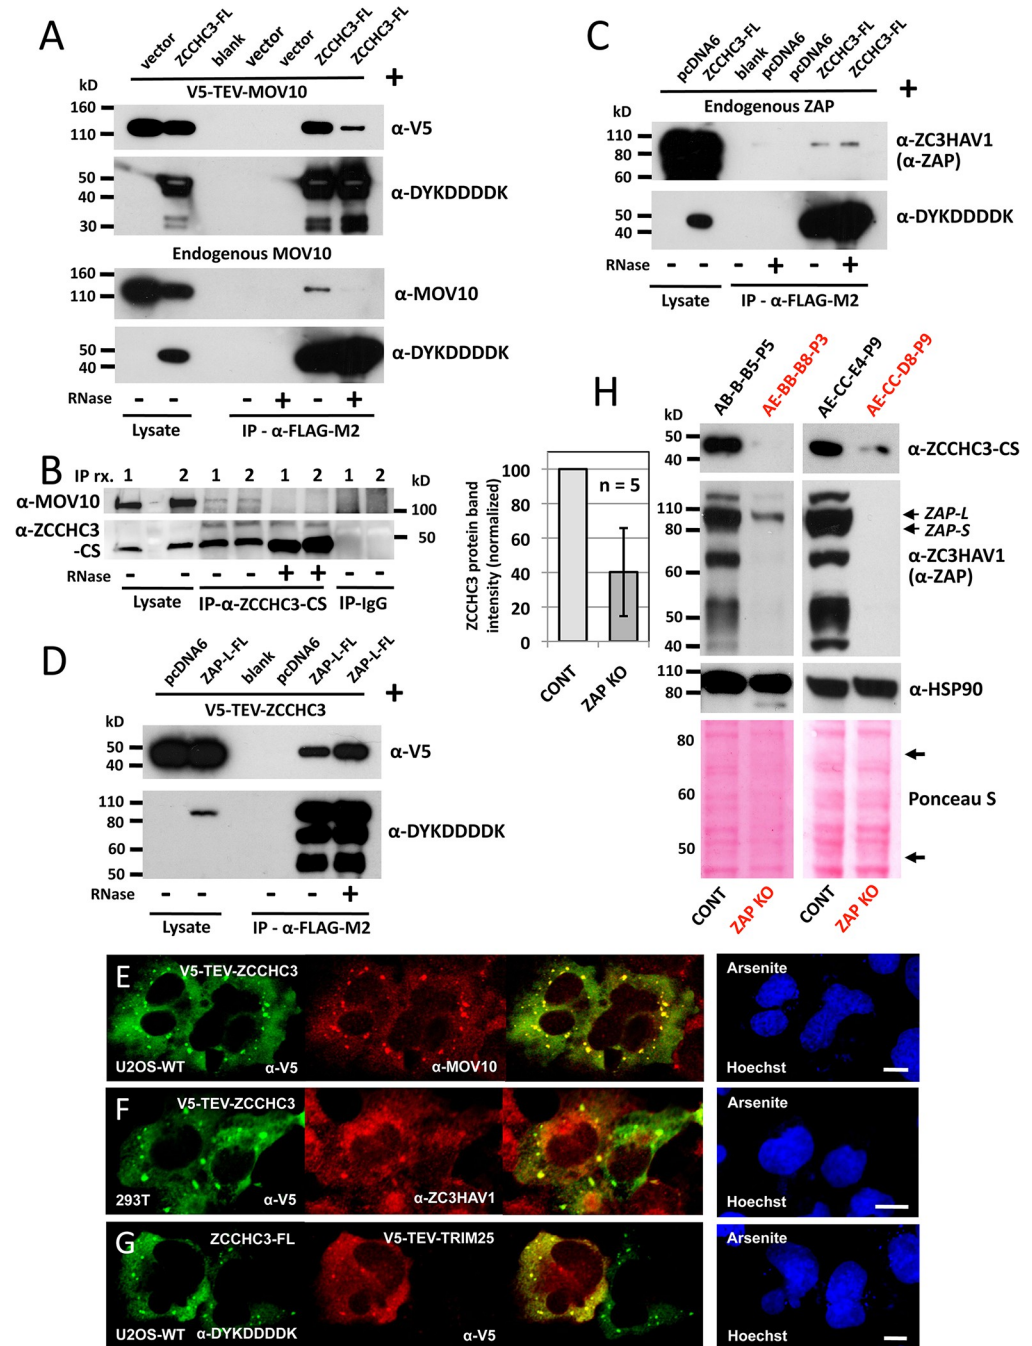 A
vector
ZCCHC3-FL
blank
vector
vector
ZCCHC3-FL
ZCCHC3-FL
+
kD
V5-TEV-MOV10
160
110
α-V5
50
40
30
α-DYKDDDDK
Endogenous MOV10
160
110
α-MOV10
50
40
α-DYKDDDDK
RNase - - - + - +
Lysate
IP - α-FLAG-M2
B
IP rx. 1 2 1 2 1 2 1 2
kD
α-MOV10
100
α-ZCCHC3
-CS
50
RNase - - - - + + - -
Lysate
IP-α-ZCCHC3-CS
IP-IgG
C
pcDNA6
ZCCHC3-FL
blank
pcDNA6
pcDNA6
ZCCHC3-FL
ZCCHC3-FL
+
kD
Endogenous ZAP
110
80
60
α-ZC3HAV1
(α-ZAP)
50
40
α-DYKDDDDK
RNase - - - + - +
Lysate
IP - α-FLAG-M2
D
pcDNA6
ZAP-L-FL
blank
pcDNA6
ZAP-L-FL
ZAP-L-FL
+
kD
V5-TEV-ZCCHC3
50
40
α-V5
110
80
60
50
α-DYKDDDDK
RNase - - - - +
Lysate
IP - α-FLAG-M2
H
ZCCHC3 protein band
intensity (normalized)
100
80
60
40
20
0
n = 5
CONT
ZAP KO
AB-B-B5-P5
AE-BB-B8-P3
AE-CC-E4-P9
AE-CC-D8-P9
kD
50
40
α-ZCCHC3-CS
110
80
60
50
40
ZAP-L
ZAP-S
α-ZC3HAV1
(α-ZAP)
110
80
α-HSP90
80
60
50
Ponceau S
CONT
ZAP KO
CONT
ZAP KO
E
V5-TEV-ZCCHC3
U2OS-WT
α-V5
α-MOV10
Arsenite
Hoechst
F
V5-TEV-ZCCHC3
293T
α-V5
α-ZC3HAV1
Arsenite
Hoechst
G
ZCCHC3-FL
V5-TEV-TRIM25
U2OS-WT
α-DYKDDDDK
α-V5
Arsenite
Hoechst